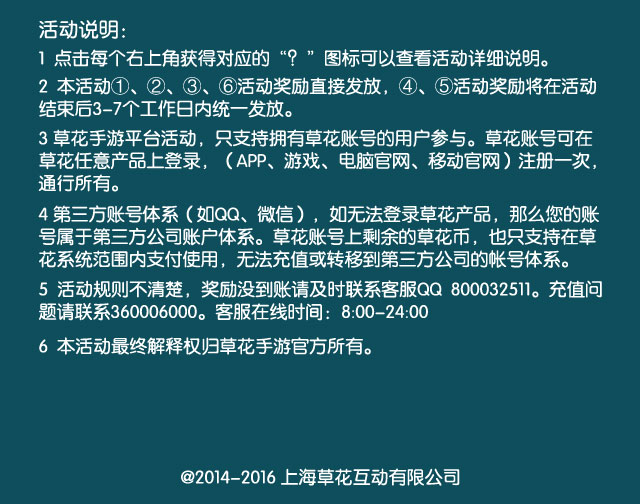 活动说明：
1 点击每个右上角获得对应的“？”图标可以查看活动详细说明。
2 本活动①、②、③、⑥活动奖励直接发放，④、⑤活动奖励将在活动
结束后3-7个工作日内统一发放。
3 草花手游平台活动，只支持拥有草花账号的用户参与。草花账号可在
草花任意产品上登录，（APP、游戏、电脑官网、移动官网）注册一次，
通行所有。
4 第三方账号体系（如QQ、微信），如无法登录草花产品，那么您的账
号属于第三方公司账户体系。草花账号上剩余的草花币，也只支持在草
花系统范围内支付使用，无法充值或转移到第三方公司的帐号体系。
5 活动规则不清楚，奖励没到账请及时联系客服QQ 800032511。充值问
题请联系360006000。客服在线时间：8:00-24:00
6 本活动最终解释权归草花手游官方所有。
@2014-2016 上海草花互动有限公司